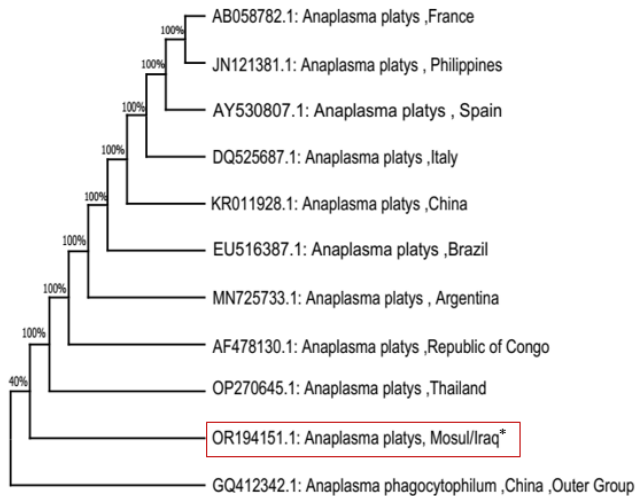 100% AB058782.1: Anaplasma platys ,France
100% JN121381.1: Anaplasma platys , Philippines
100% AY530807.1: Anaplasma platys , Spain
100% DQ525687.1: Anaplasma platys ,Italy
100% KR011928.1: Anaplasma platys ,China
100% EU516387.1: Anaplasma platys ,Brazil
100% MN725733.1: Anaplasma platys , Argentina
100% AF478130.1: Anaplasma platys ,Republic of Congo
40% OP270645.1: Anaplasma platys ,Thailand
OR194151.1: Anaplasma platys, Mosul/Iraq*
GQ412342.1: Anaplasma phagocytophilum ,China ,Outer Group